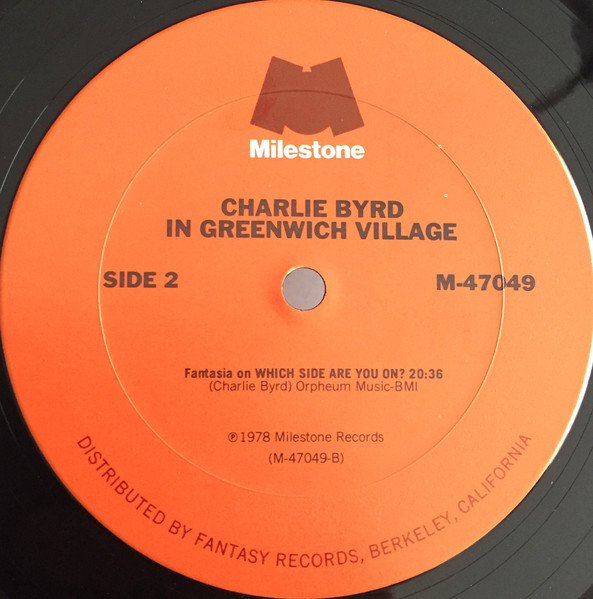 Milestone
CHARLIE BYRD
IN GREENWICH VILLAGE
SIDE 2
M-47049
Fantasia on WHICH SIDE ARE YOU ON? 20:36
(Charlie Byrd) Orpheum Music-BMI
℗1978 Milestone Records
(M-47049-B)
DISTRIBUTED BY FANTASY RECORDS, BERKELEY, CALIFORNIA